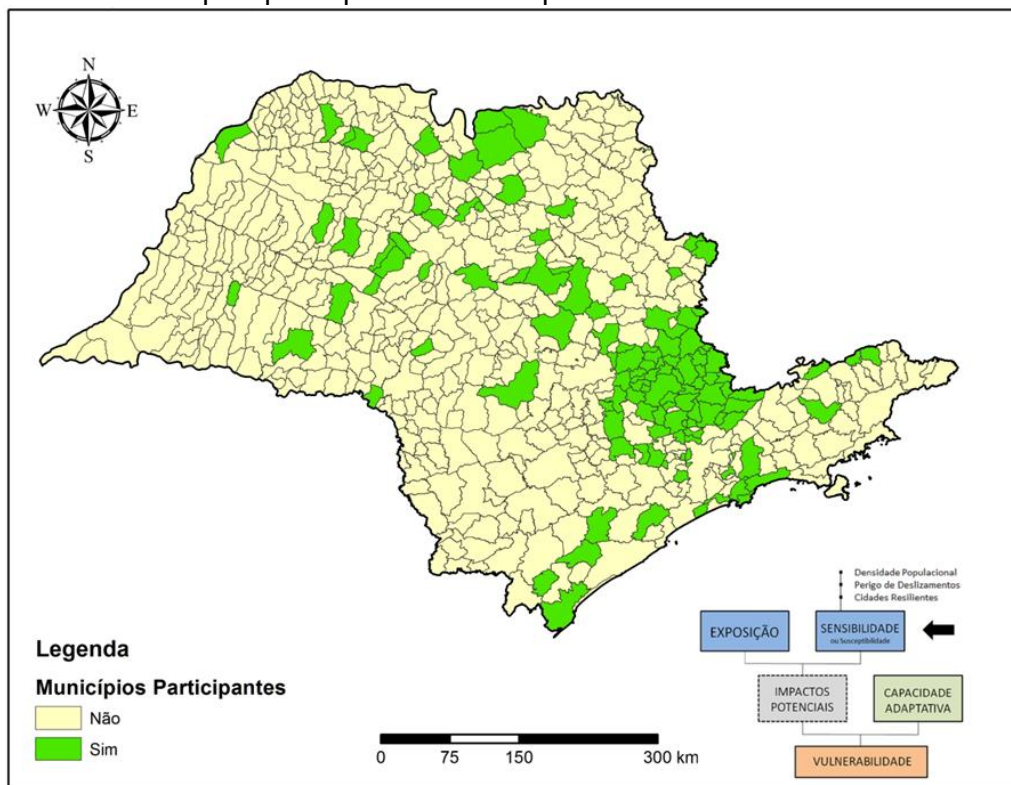 N
W E
S
Densidade Populacional
Perigo de Deslizamentos
Cidades Resilientes
EXPOSIÇÃO
SENSIBILIDADE
ou Susceptibilidade
IMPACTOS
POTENCIAIS
CAPACIDADE
ADAPTATIVA
VULNERABILIDADE
Legenda
Municípios Participantes
Não
Sim
0 75 150 300 km